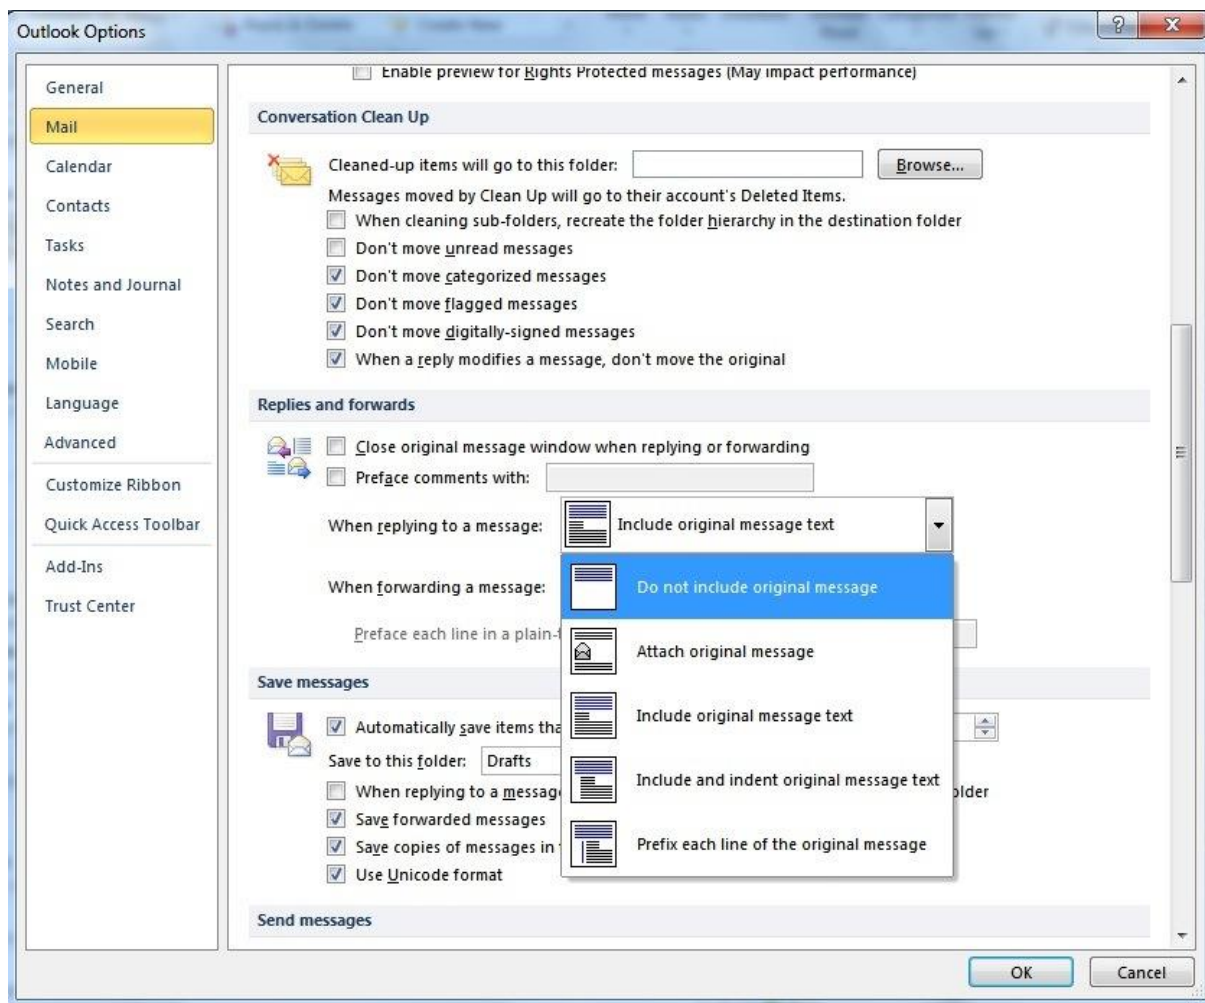 Outlook Options
General
Mail
Calendar
Contacts
Tasks
Notes and Journal
Search
Mobile
Language
Advanced
Customize Ribbon
Quick Access Toolbar
Add-Ins
Trust Center
Enable preview for Rights Protected messages (May impact performance)
Conversation Clean Up
Cleaned-up items will go to this folder:
Browse...
Messages moved by Clean Up will go to their account's Deleted Items.
When cleaning sub-folders, recreate the folder hierarchy in the destination folder
Don't move unread messages
Don't move categorized messages
Don't move flagged messages
Don't move digitally-signed messages
When a reply modifies a message, don't move the original
Replies and forwards
Close original message window when replying or forwarding
Preface comments with:
When replying to a message: Include original message text
When forwarding a message:
Preface each line in a plain-
Do not include original message
Attach original message
Include original message text
Include and indent original message text
Prefix each line of the original message
Save messages
Automatically save items tha
Save to this folder: Drafts
When replying to a messag older
Save forwarded messages
Save copies of messages in
Use Unicode format
Send messages
OK
Cancel